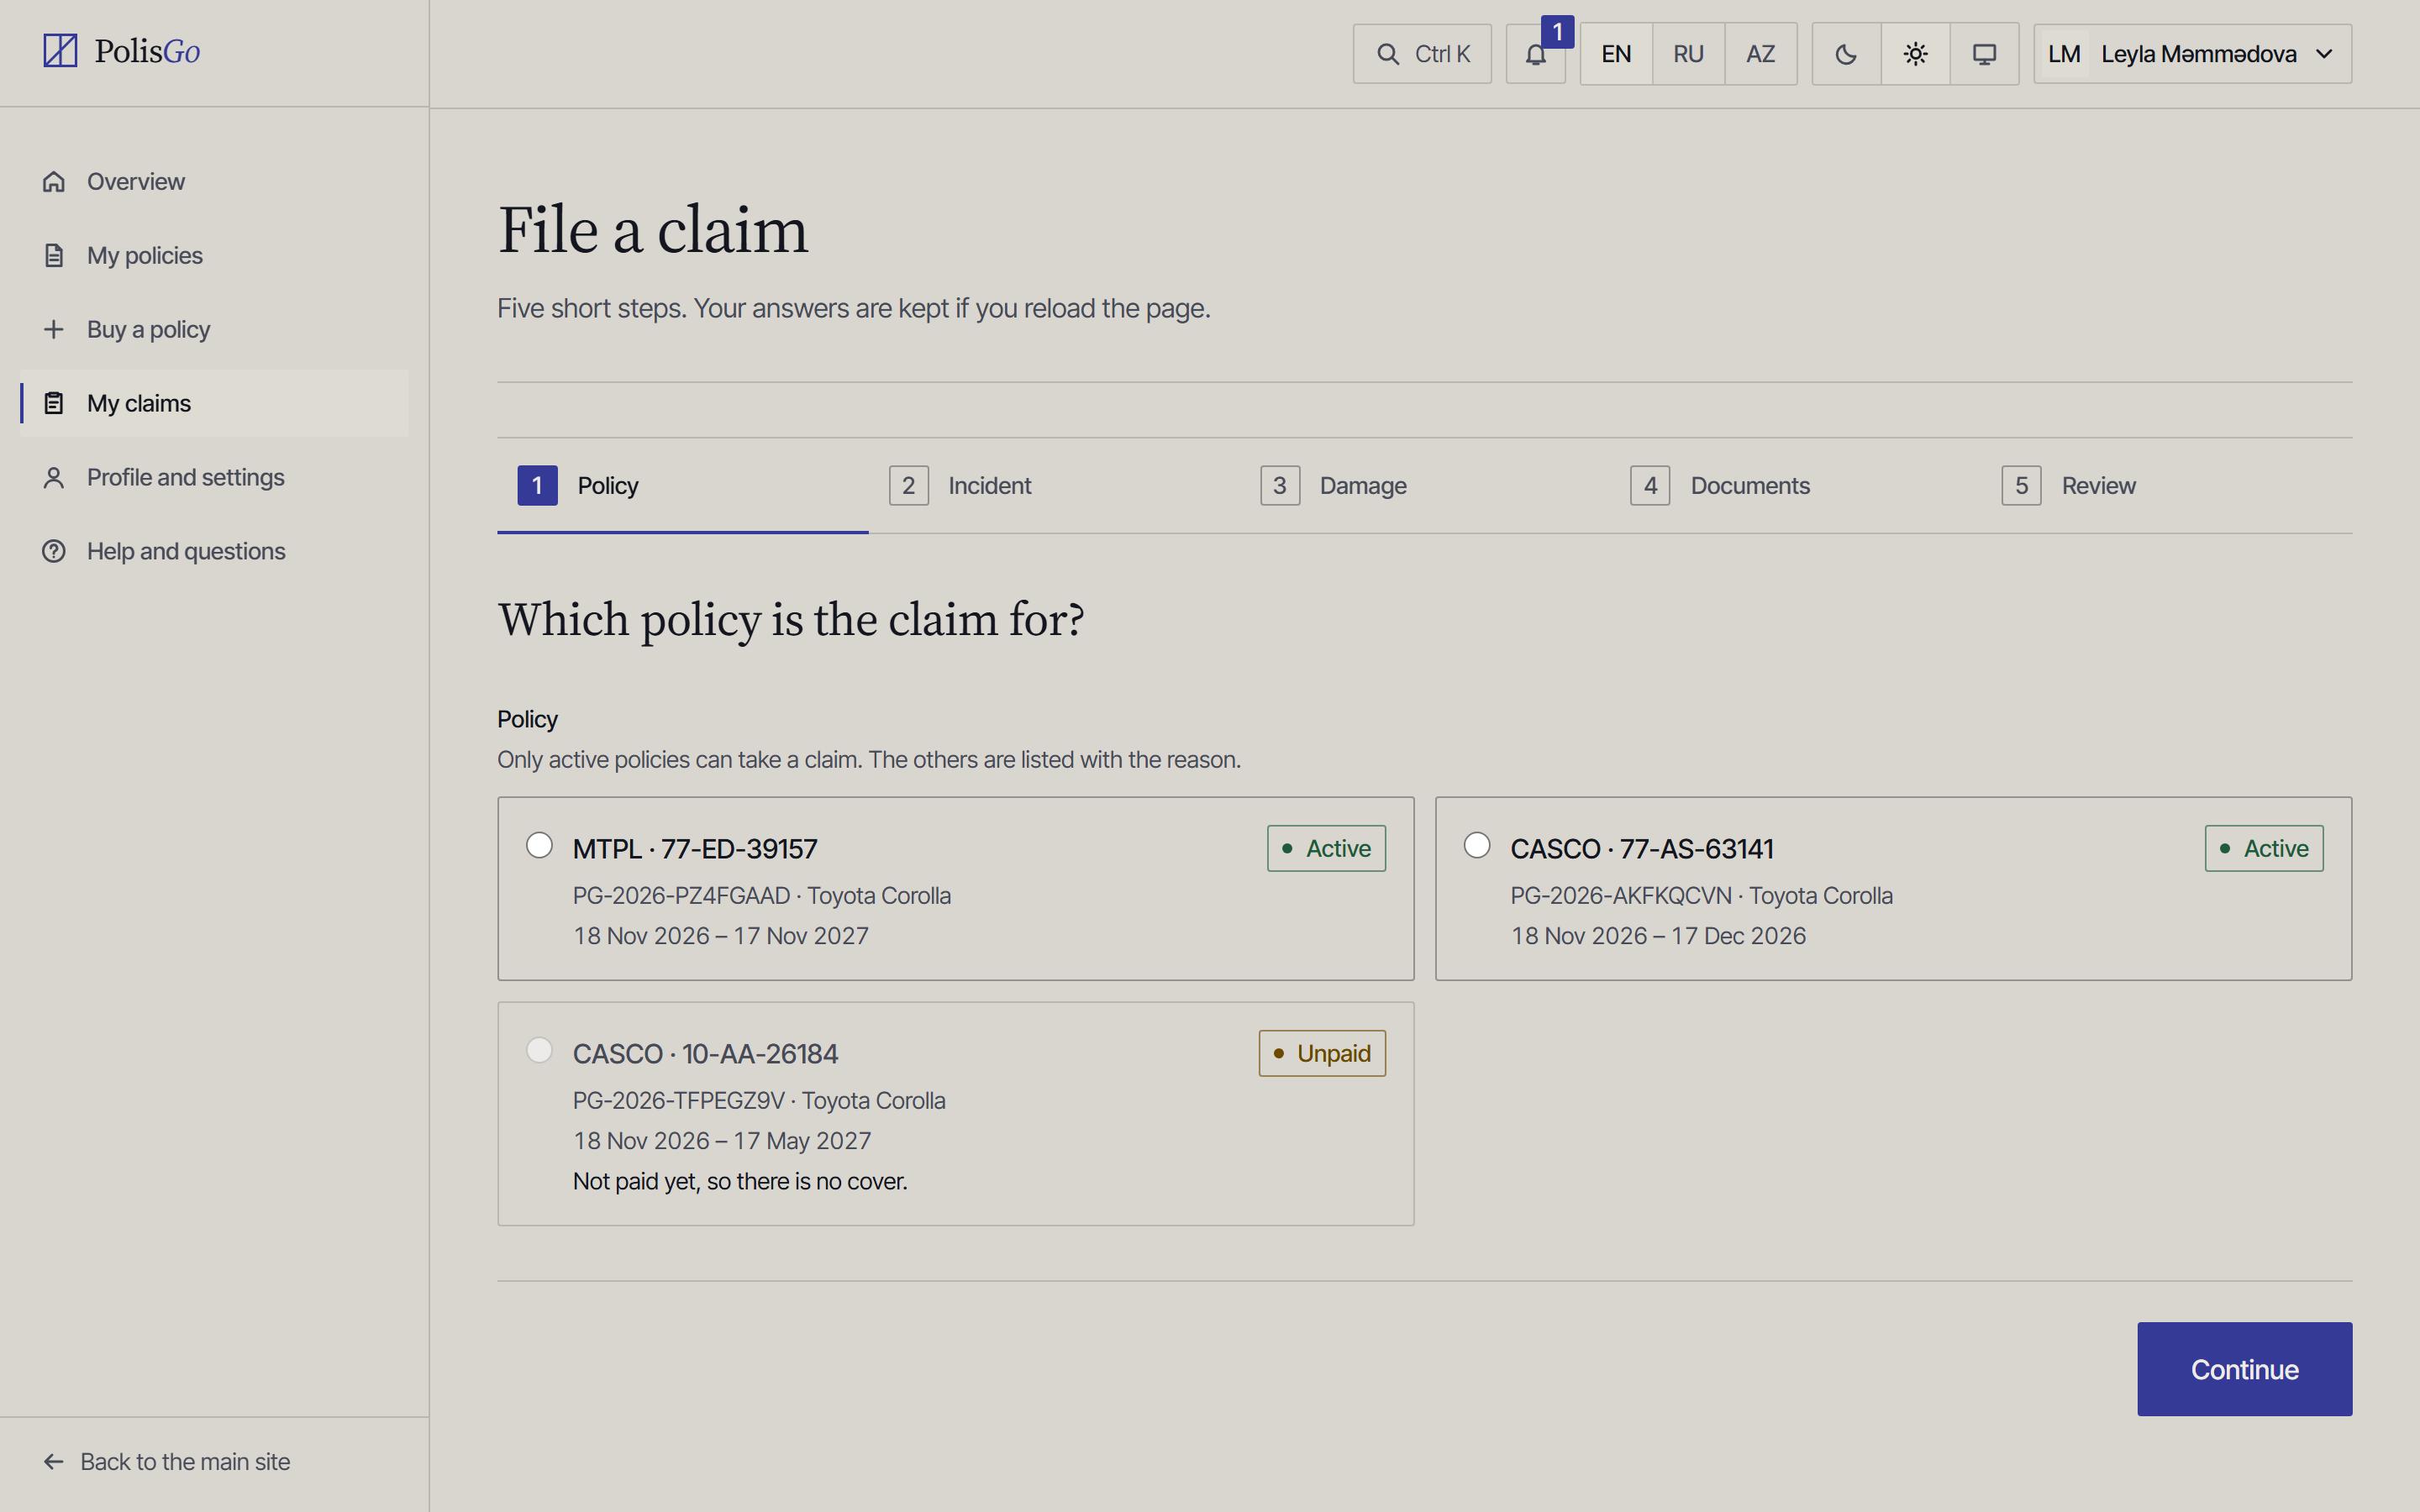 PolisGo
Ctrl K
1
EN
RU
AZ
LM Leyla Məmmədova
Overview
My policies
Buy a policy
My claims
Profile and settings
Help and questions
Back to the main site
File a claim
Five short steps. Your answers are kept if you reload the page.
1 Policy
2 Incident
3 Damage
4 Documents
5 Review
Which policy is the claim for?
Policy
Only active policies can take a claim. The others are listed with the reason.
MTPL · 77-ED-39157
Active
PG-2026-PZ4FGAAD · Toyota Corolla
18 Nov 2026 – 17 Nov 2027
CASCO · 77-AS-63141
Active
PG-2026-AKFKQCVN · Toyota Corolla
18 Nov 2026 – 17 Dec 2026
CASCO · 10-AA-26184
Unpaid
PG-2026-TFPEGZ9V · Toyota Corolla
18 Nov 2026 – 17 May 2027
Not paid yet, so there is no cover.
Continue